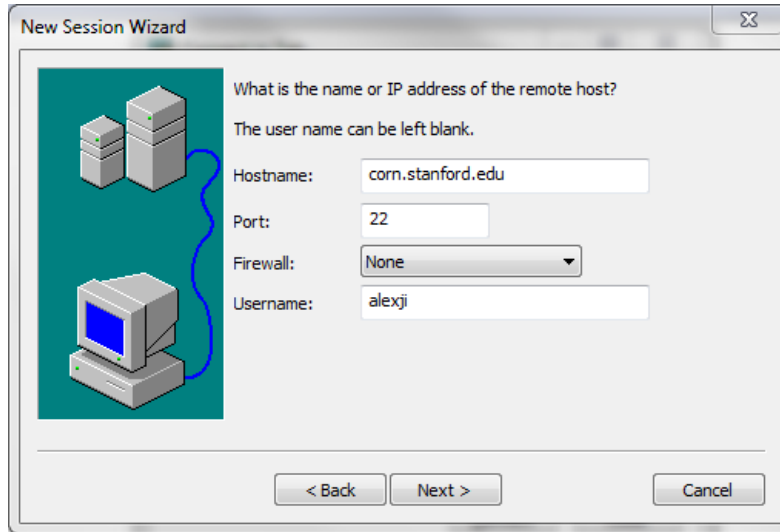 New Session Wizard
What is the name or IP address of the remote host?
The user name can be left blank.
Hostname: corn.stanford.edu
Port: 22
Firewall: None
Username: alexji
< Back Next > Cancel